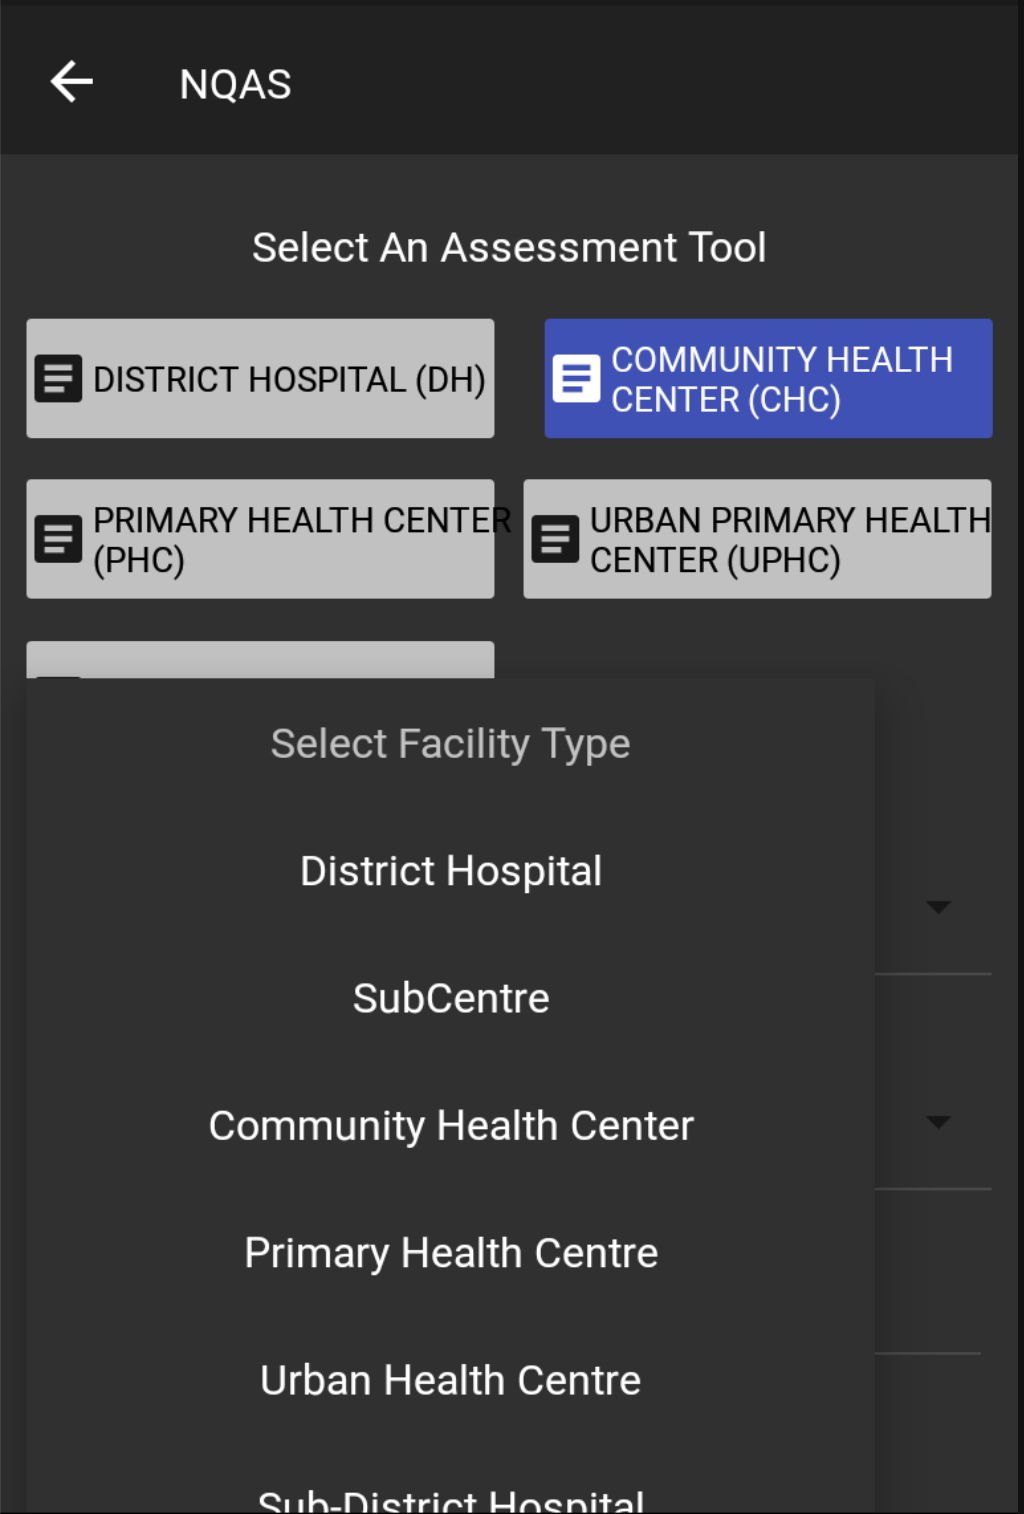 NQAS
Select An Assessment Tool
DISTRICT HOSPITAL (DH)
COMMUNITY HEALTH
CENTER (CHC)
PRIMARY HEALTH CENTER
(PHC)
URBAN PRIMARY HEALTH
CENTER (UPHC)
Select Facility Type
District Hospital
SubCentre
Community Health Center
Primary Health Centre
Urban Health Centre
Sub-District Hospital